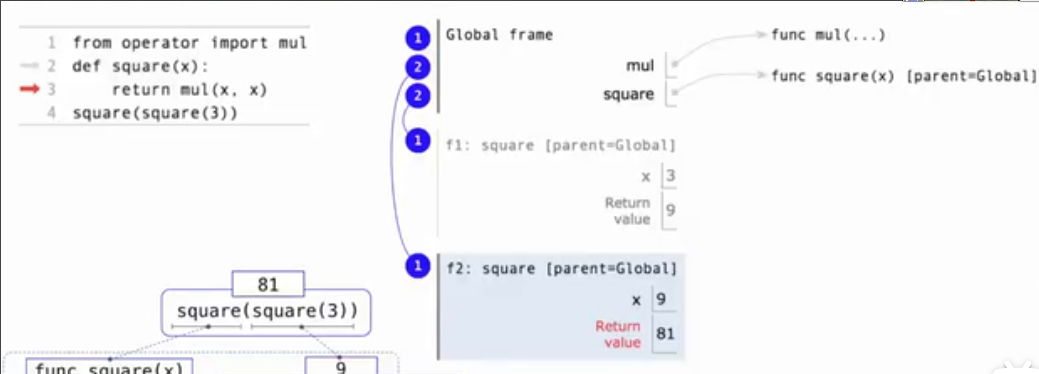 1 from operator import mul
2 def square(x):
3 return mul(x, x)
4 square(square(3))
1 Global frame
2 mul
2 square
func mul(...)
func square(x) [parent=Global]
1 f1: square [parent=Global]
x 3
Return
value 9
1 f2: square [parent=Global]
x 9
Return
value 81
81
square(square(3))
func square(x)
9